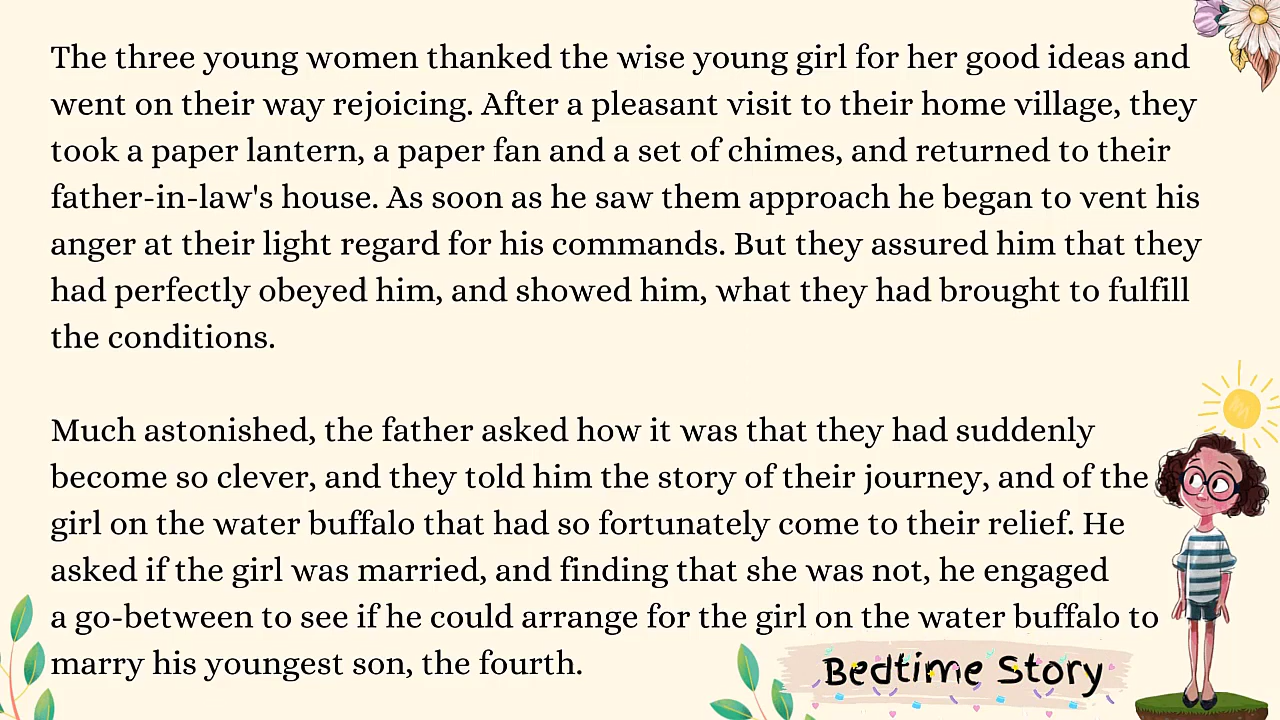 The three young women thanked the wise young girl for her good ideas and
went on their way rejoicing. After a pleasant visit to their home village, they
took a paper lantern, a paper fan and a set of chimes, and returned to their
father-in-law's house. As soon as he saw them approach he began to vent his
anger at their light regard for his commands. But they assured him that they
had perfectly obeyed him, and showed him, what they had brought to fulfill
the conditions.
Much astonished, the father asked how it was that they had suddenly
become so clever, and they told him the story of their journey, and of the
girl on the water buffalo that had so fortunately come to their relief. He
asked if the girl was married, and finding that she was not, he engaged
a go-between to see if he could arrange for the girl on the water buffalo to
marry his youngest son, the fourth.
Bedtime Story